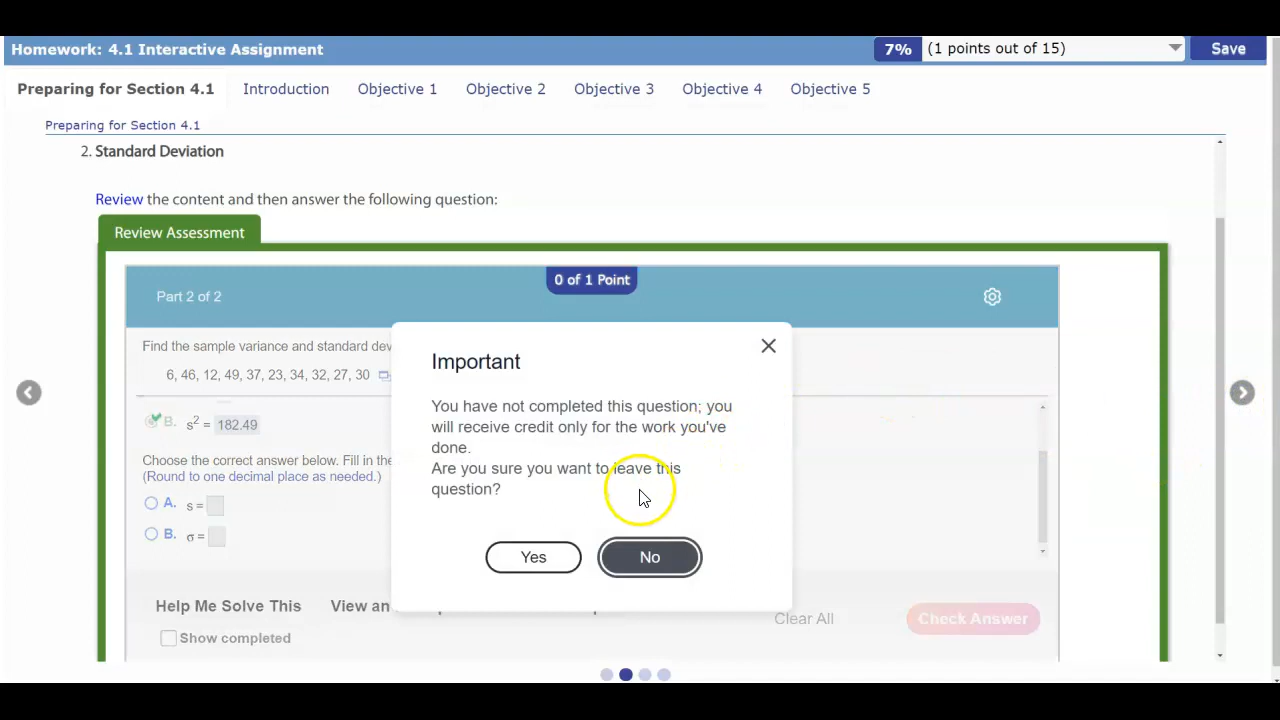 Homework: 4.1 Interactive Assignment
7% (1 points out of 15)
Save
Preparing for Section 4.1 Introduction Objective 1 Objective 2 Objective 3 Objective 4 Objective 5
Preparing for Section 4.1
2. Standard Deviation
Review the content and then answer the following question:
Review Assessment
0 of 1 Point
Part 2 of 2
Find the sample variance and standard
6, 46, 12, 49, 37, 23, 34, 32, 27, 30
B. s² = 182.49
Choose the correct answer below. Fill in the
(Round to one decimal place as needed.)
A. s =
B. σ =
Important
You have not completed this question; you
will receive credit only for the work you've
done.
Are you sure you want to leave this
question?
Yes No
Help Me Solve This View an
Clear All
Check Answer
Show completed